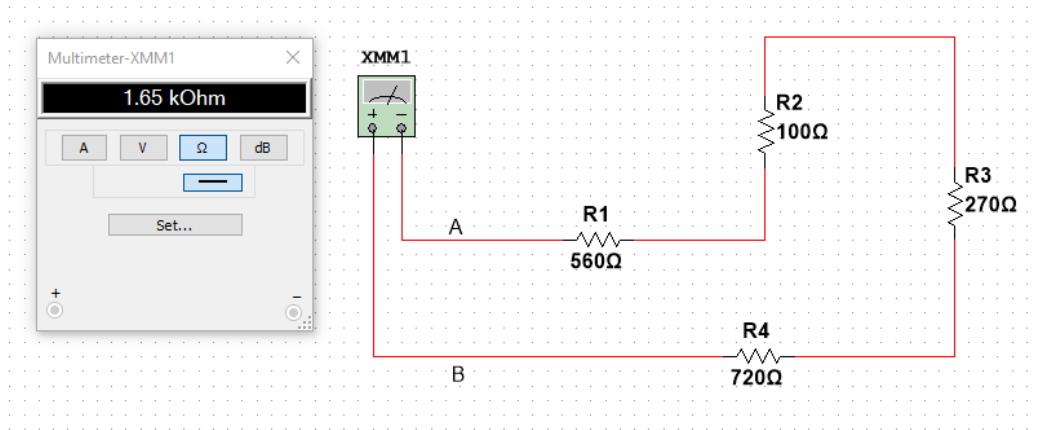 Multimeter-XMM1
1.65 kOhm
A V Ω dB
Set...
+ −
XMM1
+ −
R2
100Ω
R3
270Ω
A
R1
560Ω
R4
720Ω
B